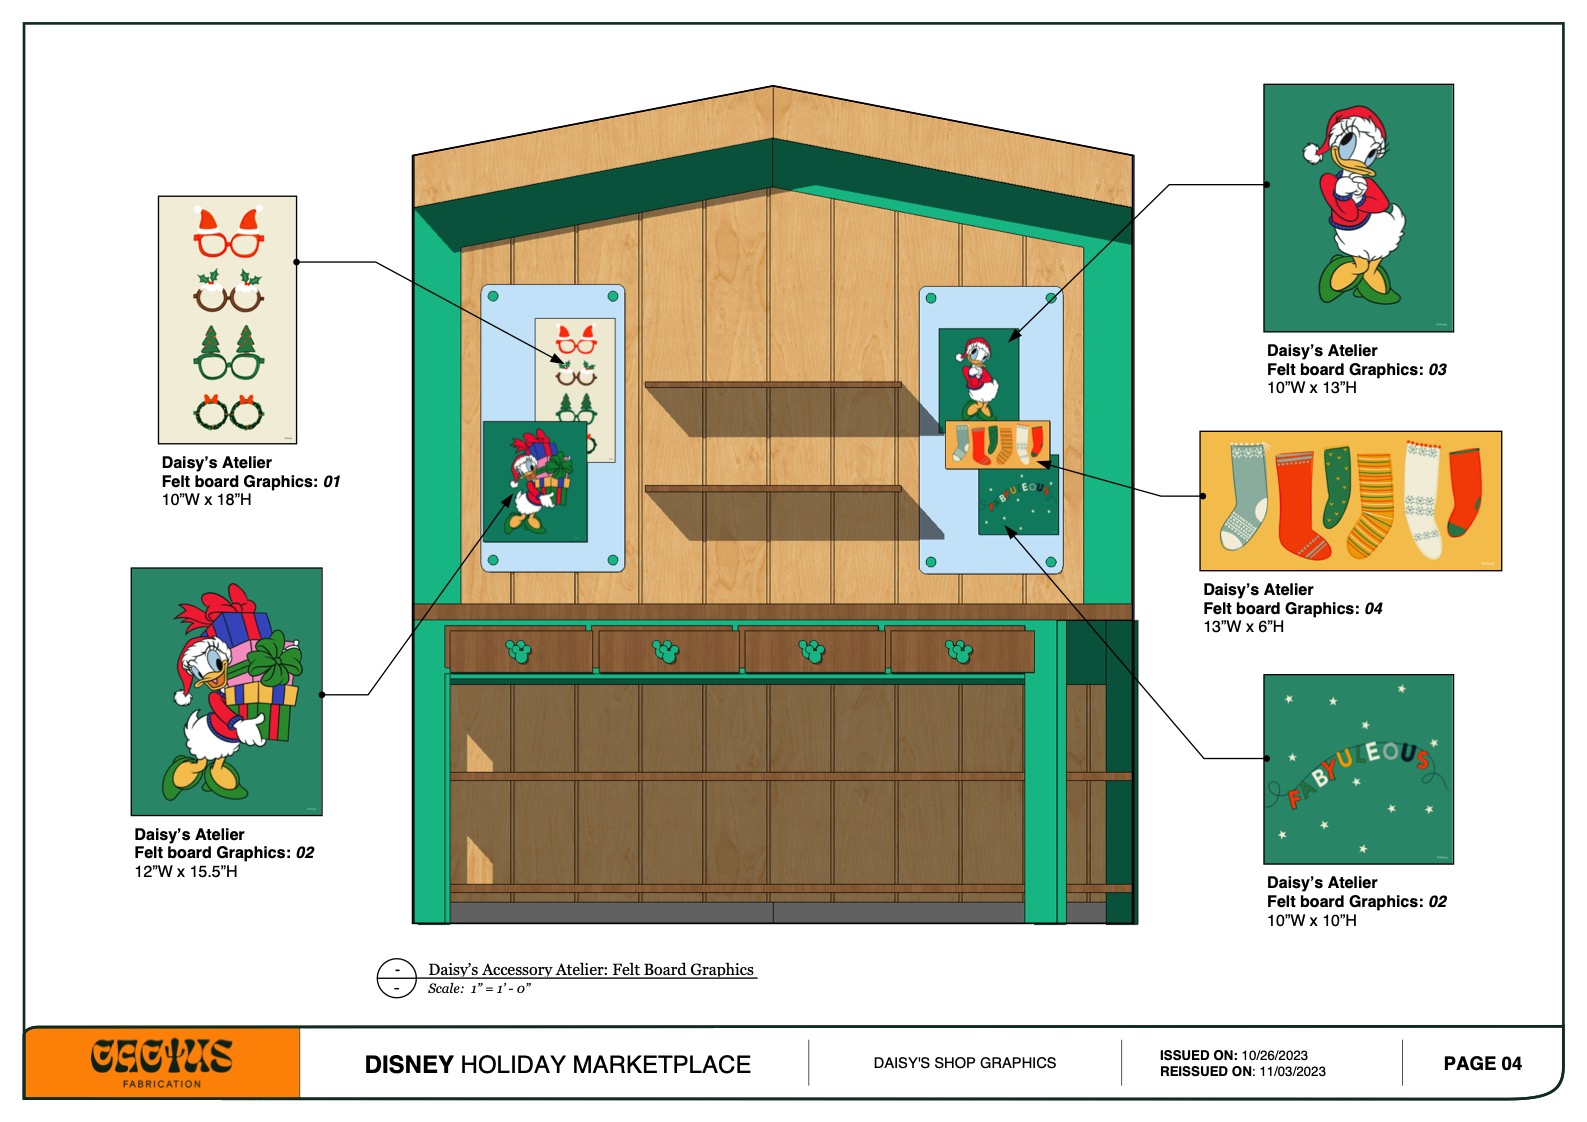 Daisy’s Atelier
Felt board Graphics: 01
10”W x 18”H
Daisy’s Atelier
Felt board Graphics: 02
12”W x 15.5”H
Daisy’s Atelier
Felt board Graphics: 03
10”W x 13”H
Daisy’s Atelier
Felt board Graphics: 04
13”W x 6”H
FABYULEOUS
FABYULEOUS
Daisy’s Atelier
Felt board Graphics: 02
10”W x 10”H
-
-
Daisy’s Accessory Atelier: Felt Board Graphics
Scale: 1” = 1’ - 0”
CACTUS
FABRICATION
DISNEY HOLIDAY MARKETPLACE
DAISY'S SHOP GRAPHICS
ISSUED ON: 10/26/2023
REISSUED ON: 11/03/2023
PAGE 04